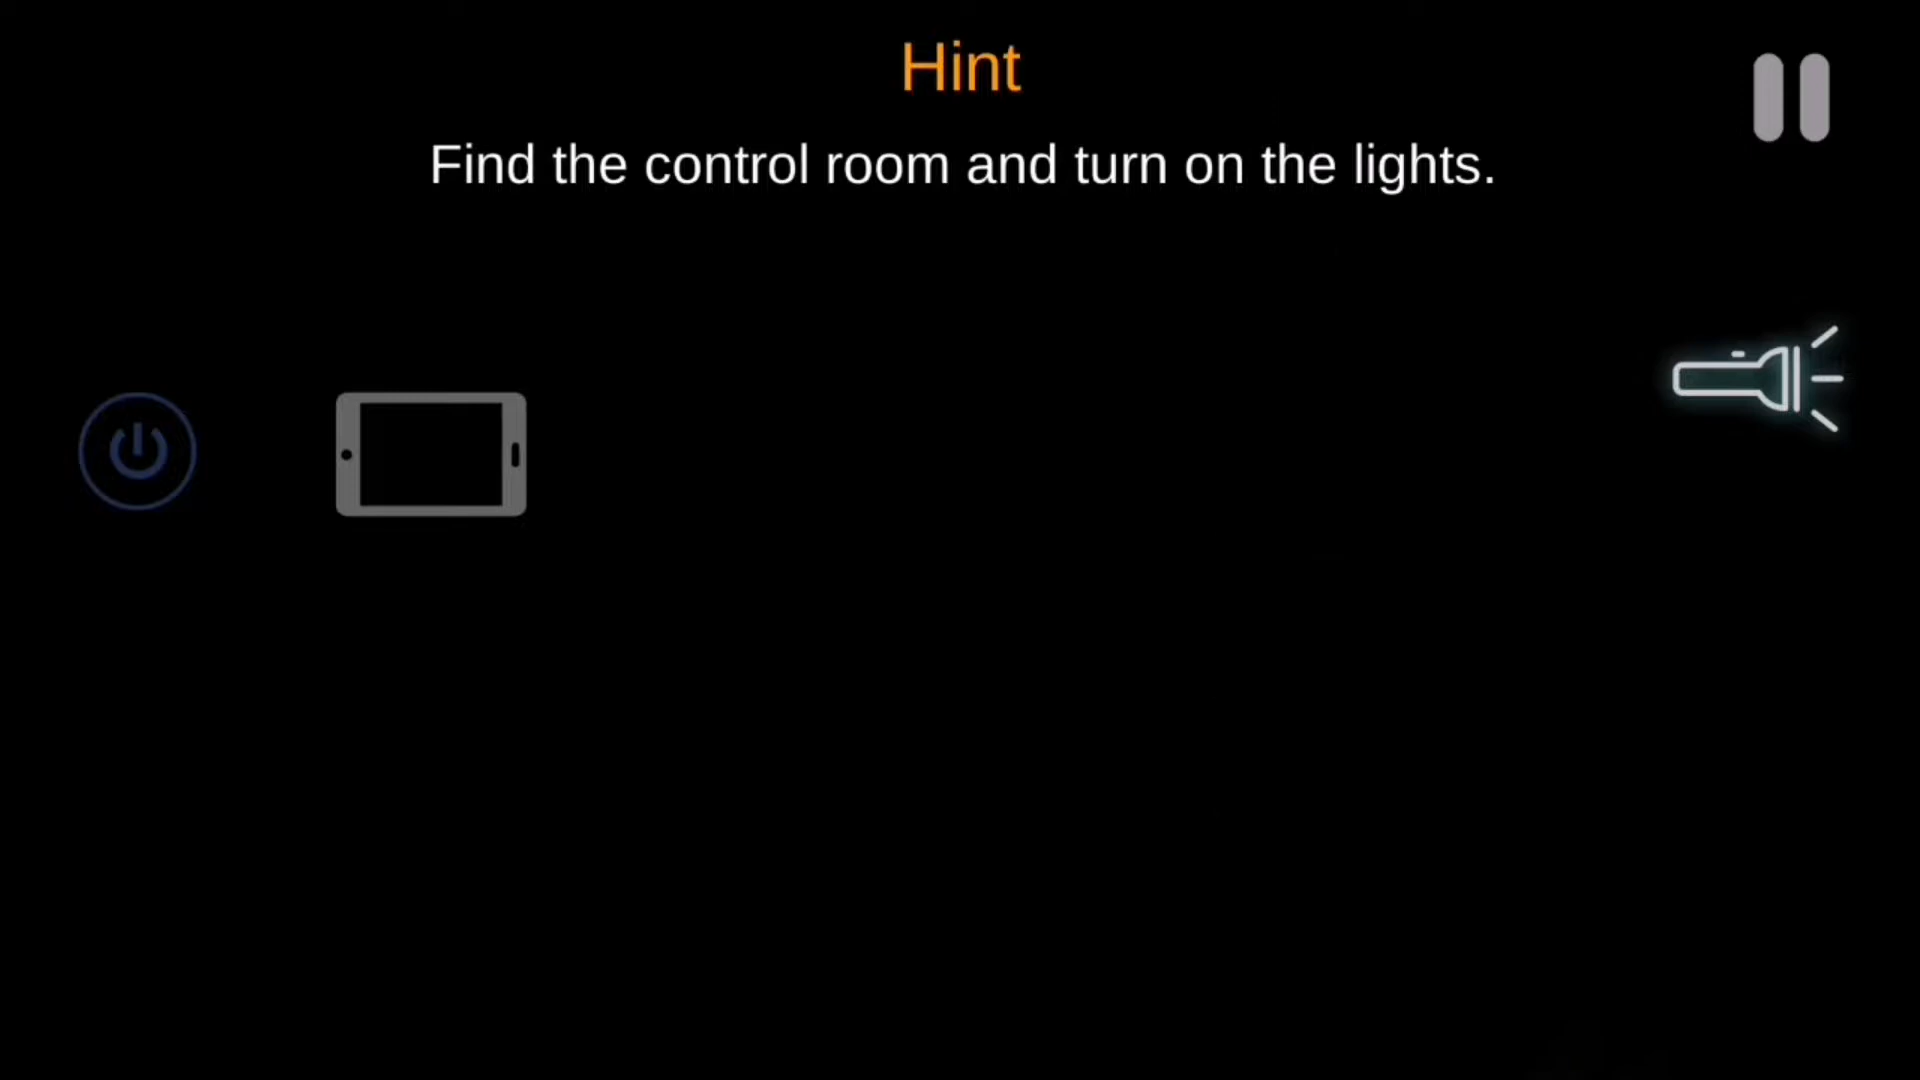 Hint
Find the control room and turn on the lights.